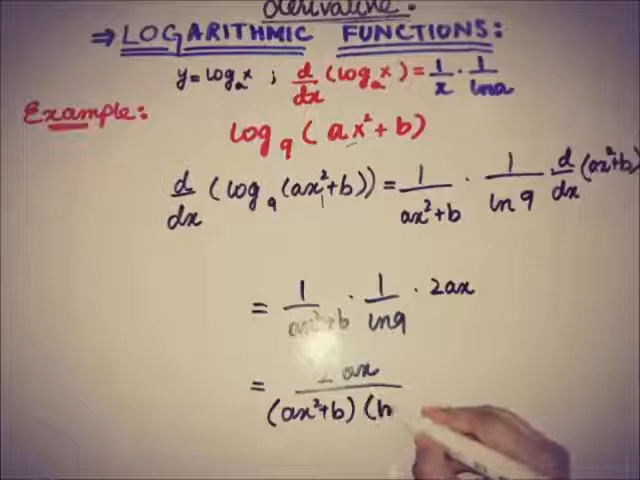 Derivative.
⇒ LOGARITHMIC FUNCTIONS:
y = logₐx ; d/dx (logₐx) = 1/x · 1/lna
Example:
log₉ (ax² + b)
d/dx (log₉ (ax²+b)) = 1/(ax²+b) · 1/ln9 d/dx (ax²+b)
= 1/(ax²+b) · 1/ln9 · 2ax
= 2ax/(ax²+b) (